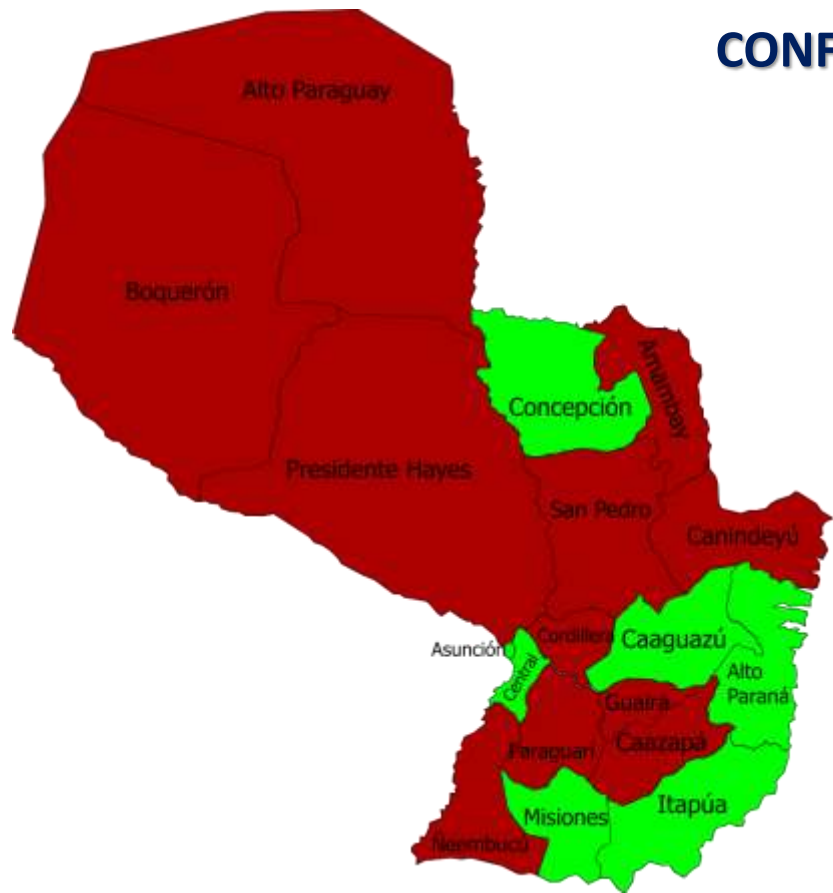 CONF
Alto Paraguay
Boquerón
Concepción
Amambay
Presidente Hayes
San Pedro
Canindeyú
Asunción
Cordillera
Caaguazú
Central
Alto
Paraná
Guaira
Paraguari
Caazapá
Misiones
Itapúa
Ñeembucú